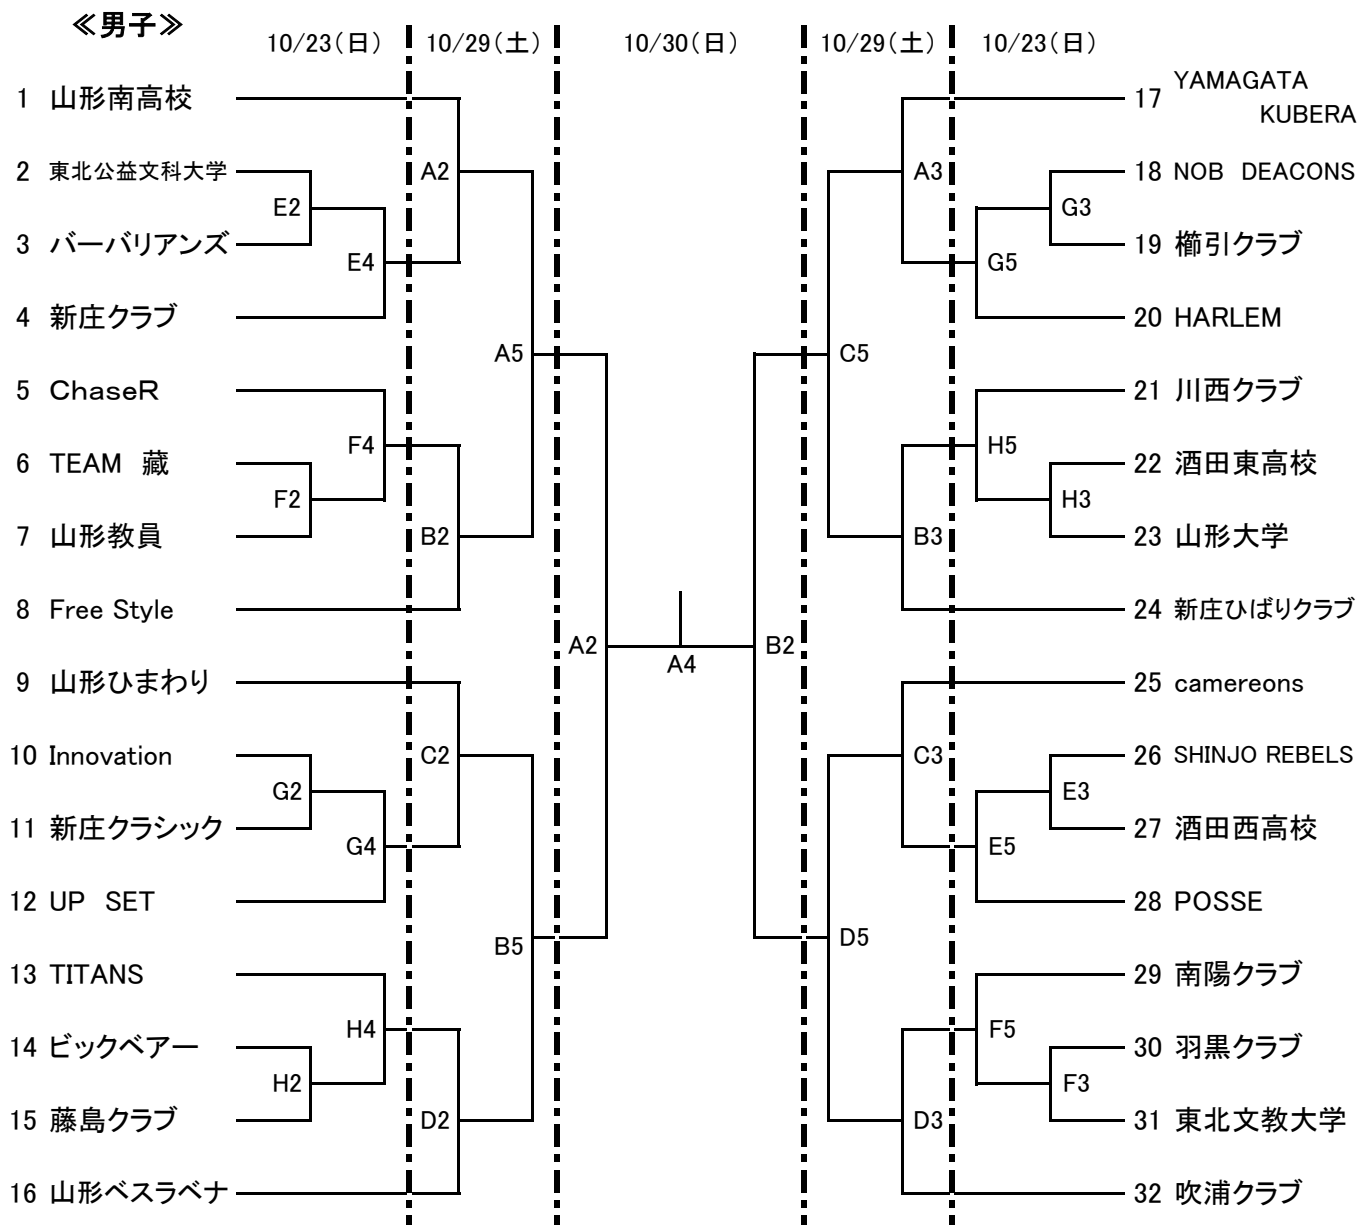 ≪男子≫
10/23(日) 10/29(土) 10/30(日) 10/29(土) 10/23(日)
1 山形南高校
2 東北公益文科大学
3 バーバリアンズ
4 新庄クラブ
5 ChaseR
6 TEAM 藏
7 山形教員
8 Free Style
9 山形ひまわり
10 Innovation
11 新庄クラシック
12 UP SET
13 TITANS
14 ビックベアー
15 藤島クラブ
16 山形ベスラベナ
E2
E4
F4
F2
G2
G4
H4
H2
A2
B2
C2
D2
A5
B5
A2
A4
B2
C5
D5
A3
B3
C3
D3
G3
G5
H5
H3
E3
E5
F5
F3
17 YAMAGATA
KUBERA
18 NOB DEACONS
19 櫛引クラブ
20 HARLEM
21 川西クラブ
22 酒田東高校
23 山形大学
24 新庄ひばりクラブ
25 camereons
26 SHINJO REBELS
27 酒田西高校
28 POSSE
29 南陽クラブ
30 羽黒クラブ
31 東北文教大学
32 吹浦クラブ